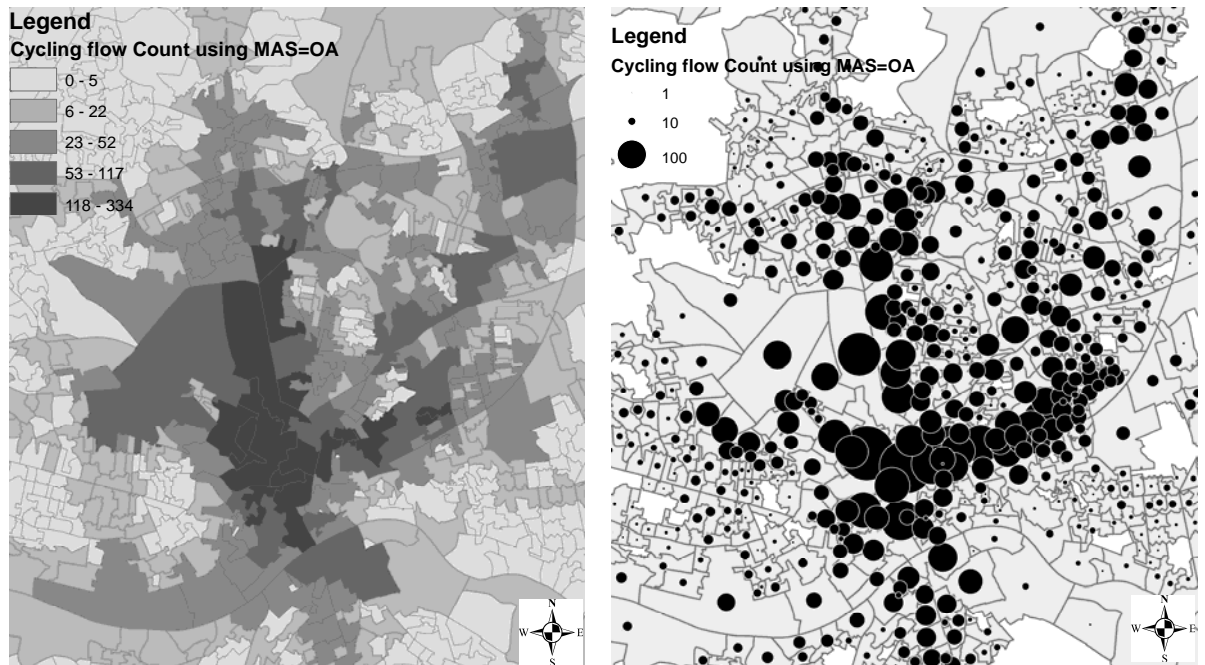 Legend
Cycling flow Count using MAS=OA
0 - 5
6 - 22
23 - 52
53 - 117
118 - 334
N
W E
S
Legend
Cycling flow Count using MAS=OA
1
10
100
N
W E
S